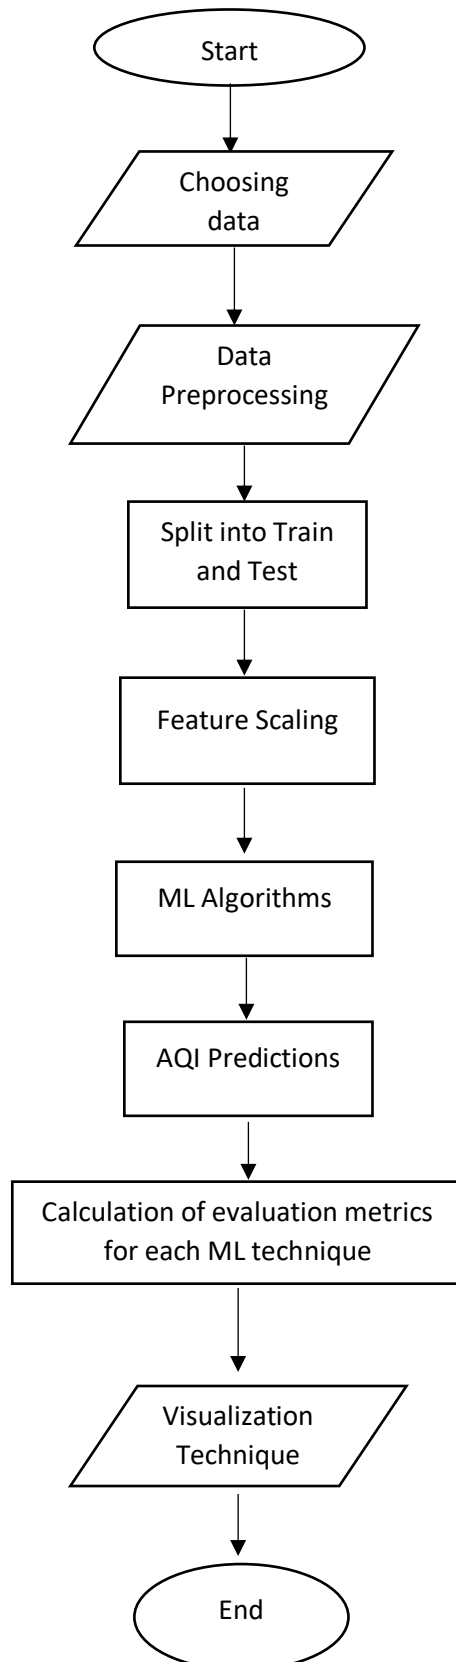 Start
Choosing
data
Data
Preprocessing
Split into Train
and Test
Feature Scaling
ML Algorithms
AQI Predictions
Calculation of evaluation metrics
for each ML technique
Visualization
Technique
End